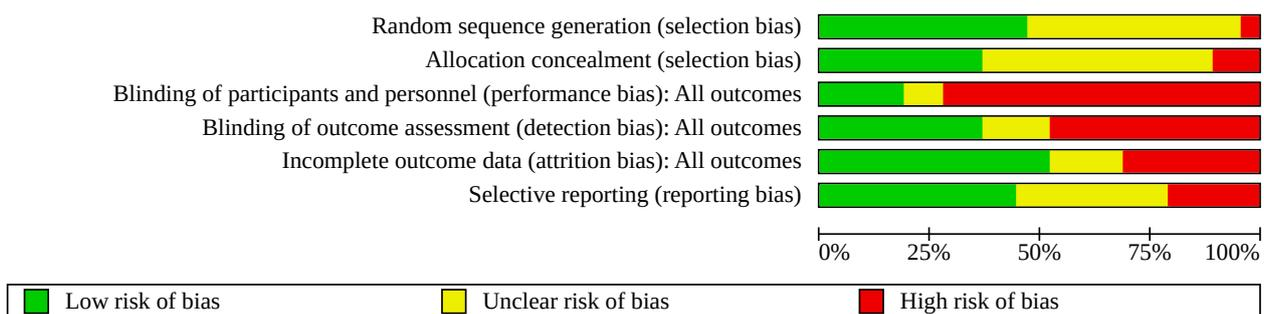 Random sequence generation (selection bias)
Allocation concealment (selection bias)
Blinding of participants and personnel (performance bias): All outcomes
Blinding of outcome assessment (detection bias): All outcomes
Incomplete outcome data (attrition bias): All outcomes
Selective reporting (reporting bias)
0% 25% 50% 75% 100%
Low risk of bias Unclear risk of bias High risk of bias